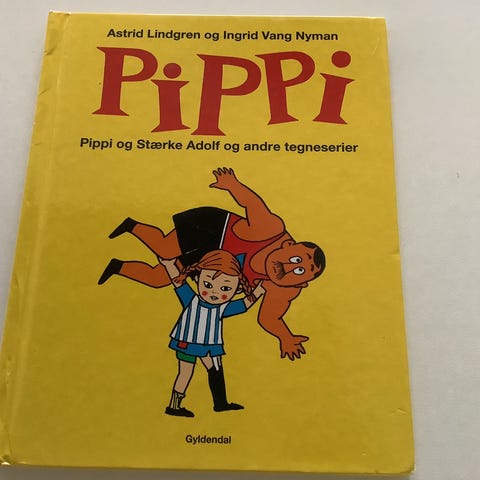 Astrid Lindgren og Ingrid Vang Nyman
PiPPi
Pippi og Stærke Adolf og andre tegneserier
Gyldendal